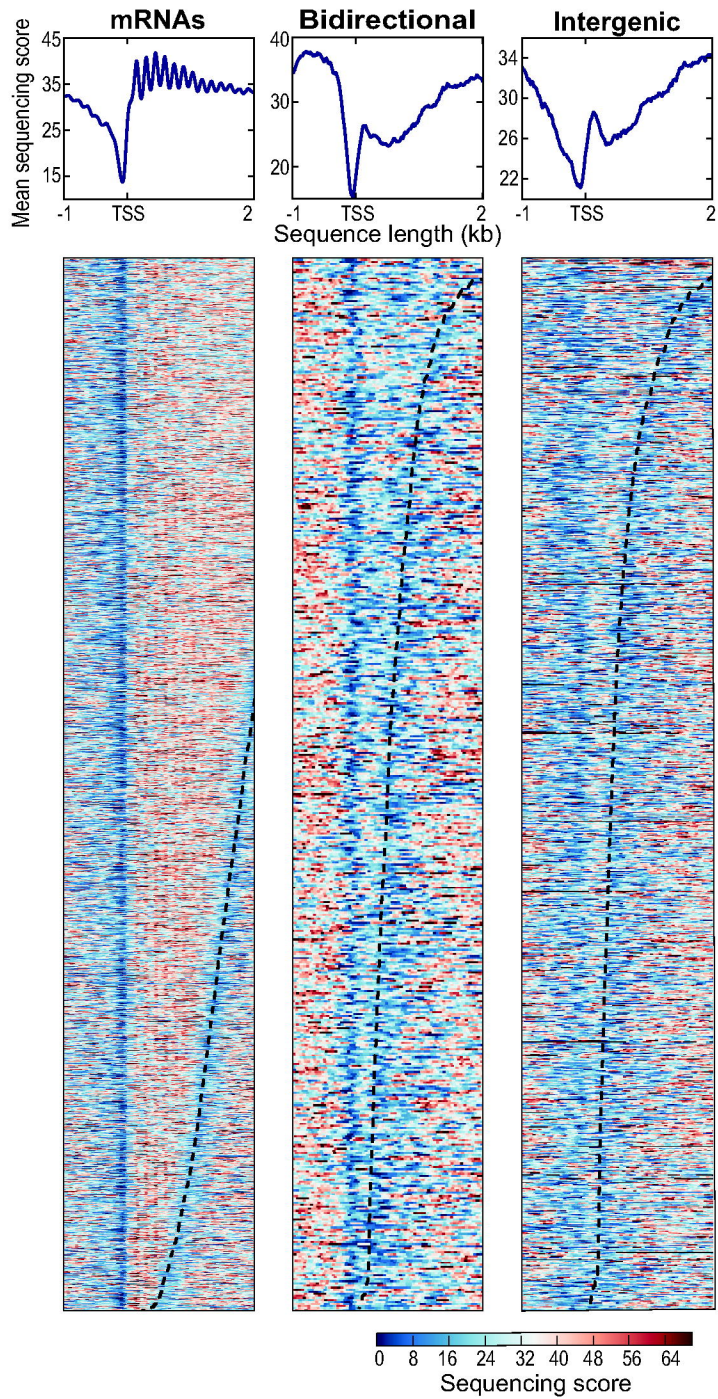 mRNAs
Bidirectional
Intergenic
Mean sequencing score
45
35
25
15
40
30
20
34
30
26
22
-1 TSS 2
-1 TSS 2
-1 TSS 2
Sequence length (kb)
0 8 16 24 32 40 48 56 64
Sequencing score